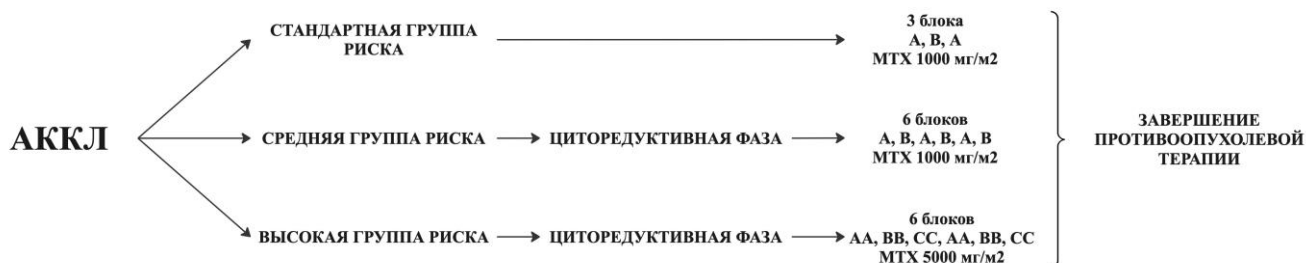 АККЛ
СТАНДАРТНАЯ ГРУППА
РИСКА
3 блока
А, В, А
МТХ 1000 мг/м2
СРЕДНЯЯ ГРУППА РИСКА
ЦИТОРЕДУКТИВНАЯ ФАЗА
6 блоков
А, В, А, В, А, В
МТХ 1000 мг/м2
ВЫСОКАЯ ГРУППА РИСКА
ЦИТОРЕДУКТИВНАЯ ФАЗА
6 блоков
АА, ВВ, СС, АА, ВВ, СС
МТХ 5000 мг/м2
ЗАВЕРШЕНИЕ
ПРОТИВООПУХОЛЕВОЙ
ТЕРАПИИ